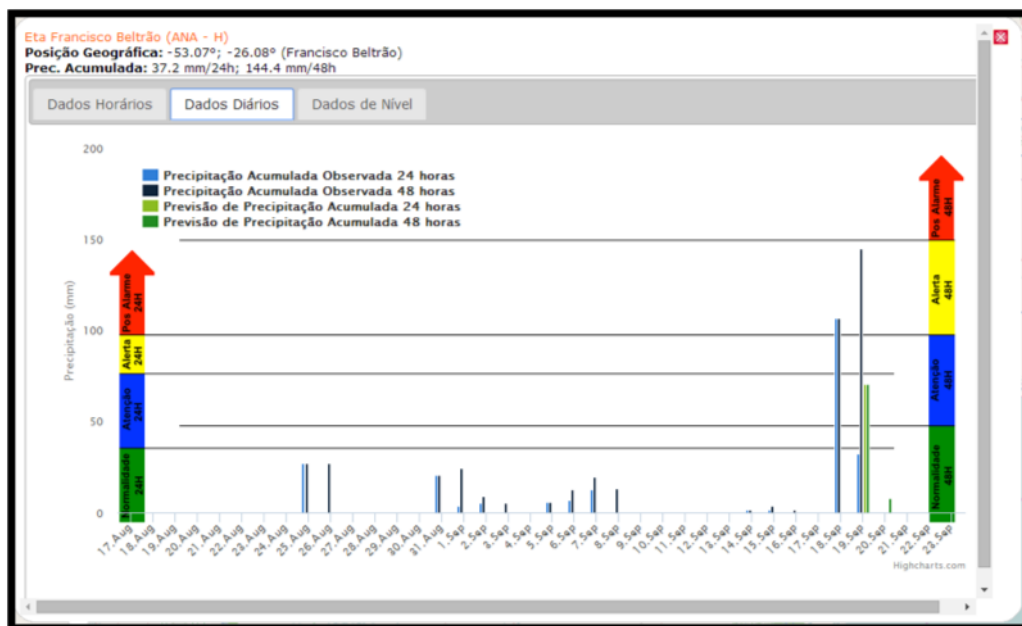 Eta Francisco Beltrão (ANA - H)
Posição Geográfica: -53.07°; -26.08° (Francisco Beltrão)
Prec. Acumulada: 37.2 mm/24h; 144.4 mm/48h
Dados Horários
Dados Diários
Dados de Nível
Precipitação Acumulada Observada 24 horas
Precipitação Acumulada Observada 48 horas
Previsão de Precipitação Acumulada 24 horas
Previsão de Precipitação Acumulada 48 horas
Precipitação (mm)
200
150
100
50
0
Pos Alarme
24H
Alerta
24H
Atenção
24H
Normalidade
24H
Pos Alarme
48H
Alerta
48H
Atenção
48H
Normalidade
48H
17.Aug
18.Aug
19.Aug
20.Aug
21.Aug
22.Aug
23.Aug
24.Aug
25.Aug
26.Aug
27.Aug
28.Aug
29.Aug
30.Aug
31.Aug
1.Sep
2.Sep
3.Sep
4.Sep
5.Sep
6.Sep
7.Sep
8.Sep
9.Sep
10.Sep
11.Sep
12.Sep
13.Sep
14.Sep
15.Sep
16.Sep
17.Sep
18.Sep
19.Sep
20.Sep
21.Sep
22.Sep
23.Sep
Highcharts.com